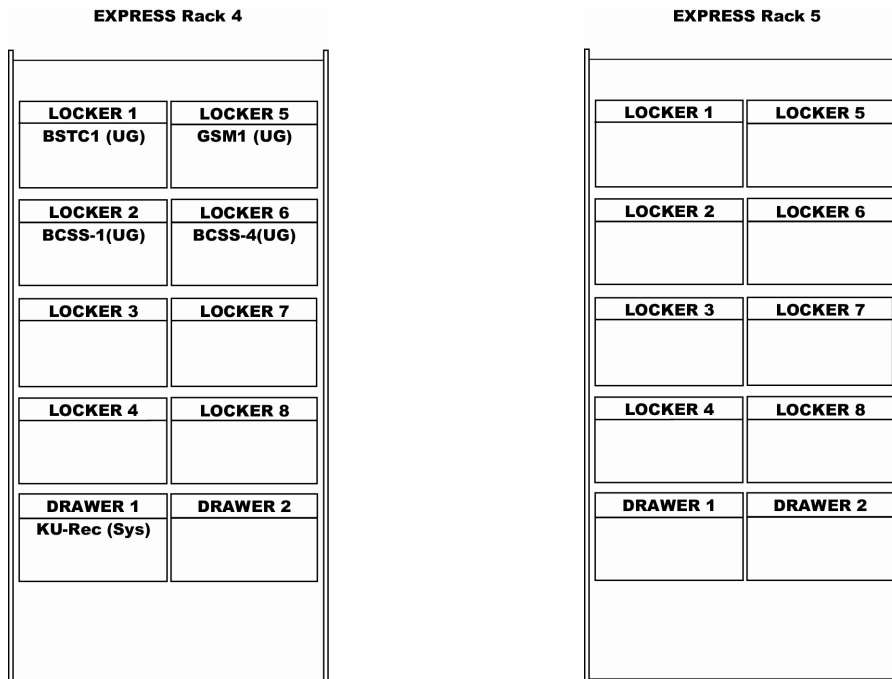 EXPRESS Rack 4
LOCKER 1
BSTC1 (UG)
LOCKER 5
GSM1 (UG)
LOCKER 2
BCSS-1(UG)
LOCKER 6
BCSS-4(UG)
LOCKER 3
LOCKER 7
LOCKER 4
LOCKER 8
DRAWER 1
KU-Rec (Sys)
DRAWER 2
EXPRESS Rack 5
LOCKER 1
LOCKER 5
LOCKER 2
LOCKER 6
LOCKER 3
LOCKER 7
LOCKER 4
LOCKER 8
DRAWER 1
DRAWER 2